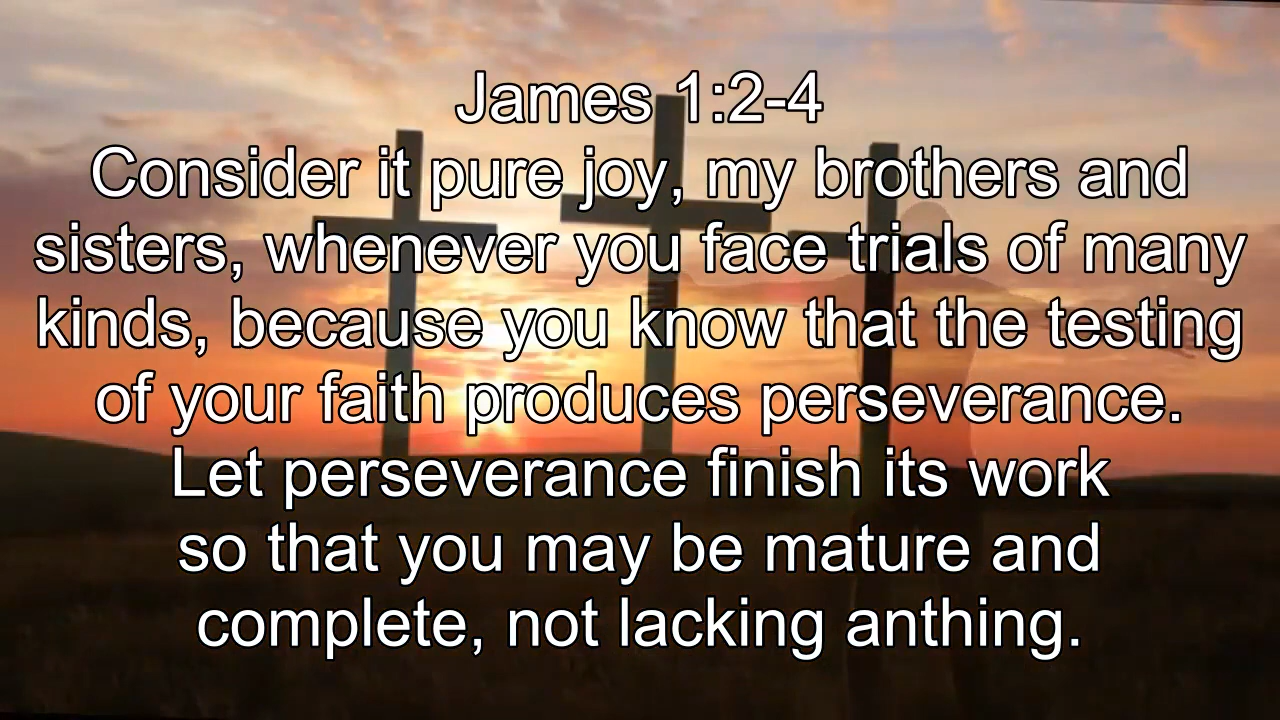 James 1:2-4
Consider it pure joy, my brothers and
sisters, whenever you face trials of many
kinds, because you know that the testing
of your faith produces perseverance.
Let perseverance finish its work
so that you may be mature and
complete, not lacking anthing.